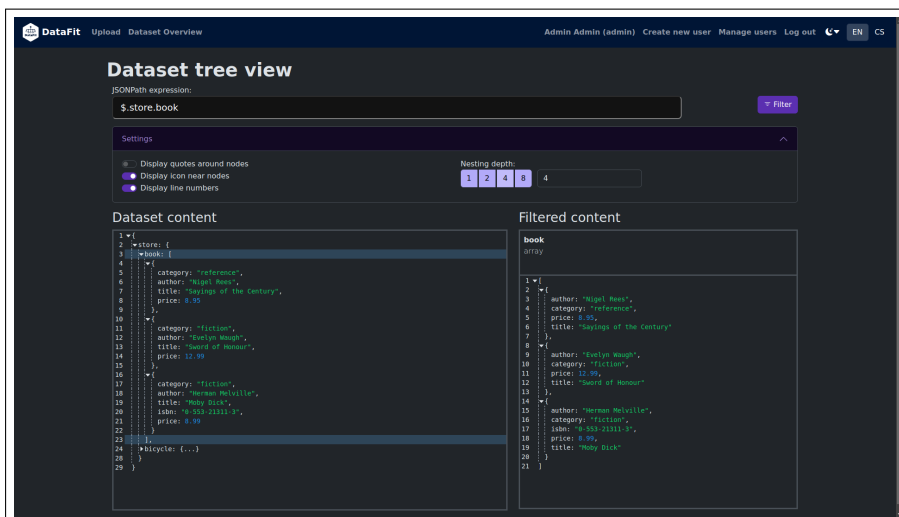 DataFit Upload Dataset Overview Admin Admin (admin) Create new user Manage users Log out EN CS
Dataset tree view
JSONPath expression:
$.store.book
Filter
Settings
Display quotes around nodes
Display icon near nodes
Display line numbers
Nesting depth:
1 2 4 8 4
Dataset content
1 {
2 store: {
3 book: [
4 {
5 category: "reference",
6 author: "Nigel Rees",
7 title: "Sayings of the Century",
8 price: 8.95
9 },
10 {
11 category: "fiction",
12 author: "Evelyn Waugh",
13 title: "Sword of Honour",
14 price: 12.99
15 },
16 {
17 category: "fiction",
18 author: "Herman Melville",
19 title: "Moby Dick",
20 isbn: "0-553-21311-3",
21 price: 8.99
22 }
23 ],
24 bicycle: {...}
28 }
29 }
Filtered content
book
array
1 [
2 {
3 author: "Nigel Rees",
4 category: "reference",
5 price: 8.95,
6 title: "Sayings of the Century"
7 },
8 {
9 author: "Evelyn Waugh",
10 category: "fiction",
11 price: 12.99,
12 title: "Sword of Honour"
13 },
14 {
15 author: "Herman Melville",
16 category: "fiction",
17 isbn: "0-553-21311-3",
18 price: 8.99,
19 title: "Moby Dick"
20 }
21 ]